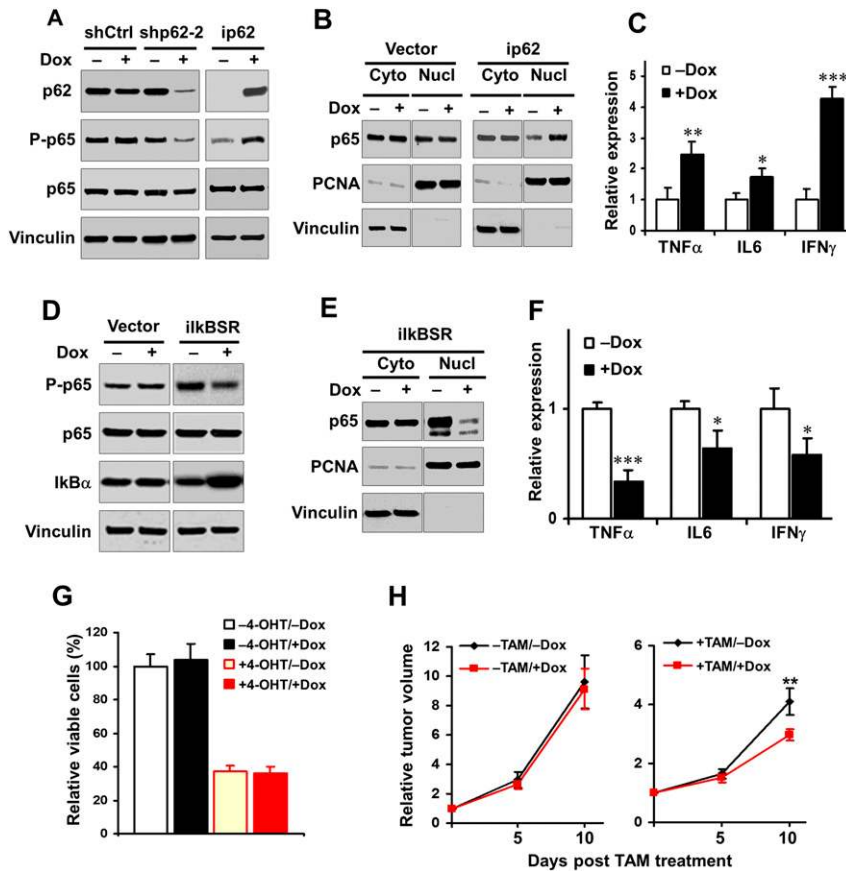 A
shCtrl shp62-2 ip62
Dox – + – + – +
p62
P-p65
p65
Vinculin
B
Vector ip62
Cyto Nucl Cyto Nucl
Dox – + – + – + – +
p65
PCNA
Vinculin
C
Relative expression
5
4
3
2
1
0
–Dox
+Dox
** * ***
TNFα IL6 IFNγ
D
Vector iIkBSR
Dox – + – +
P-p65
p65
IkBα
Vinculin
E
iIkBSR
Cyto Nucl
Dox – + – +
p65
PCNA
Vinculin
F
Relative expression
1
0
–Dox
+Dox
*** * *
TNFα IL6 IFNγ
G
Relative viable cells (%)
120
100
80
60
40
20
0
–4-OHT/–Dox
–4-OHT/+Dox
+4-OHT/–Dox
+4-OHT/+Dox
H
Relative tumor volume
12
10
8
6
4
2
0
–TAM/–Dox
–TAM/+Dox
5 10
6
4
2
0
+TAM/–Dox
+TAM/+Dox
**
5 10
Days post TAM treatment